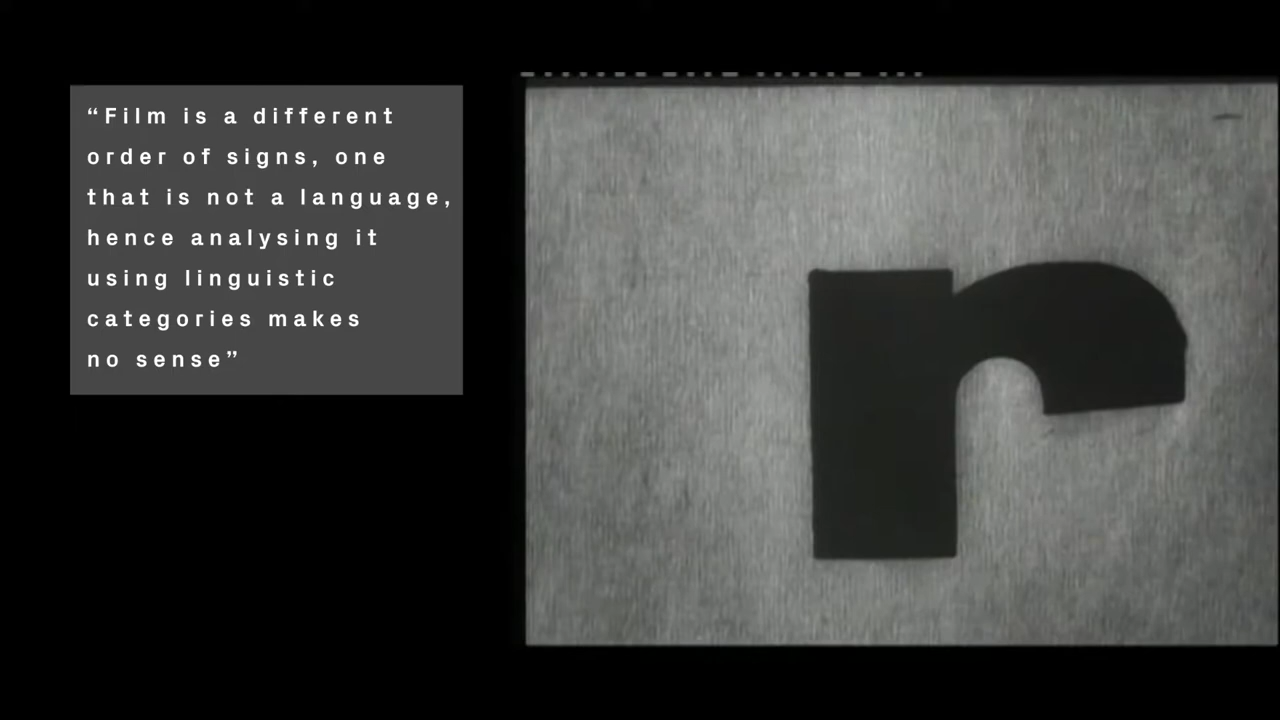 “Film is a different
order of signs, one
that is not a language,
hence analysing it
using linguistic
categories makes
no sense”
r